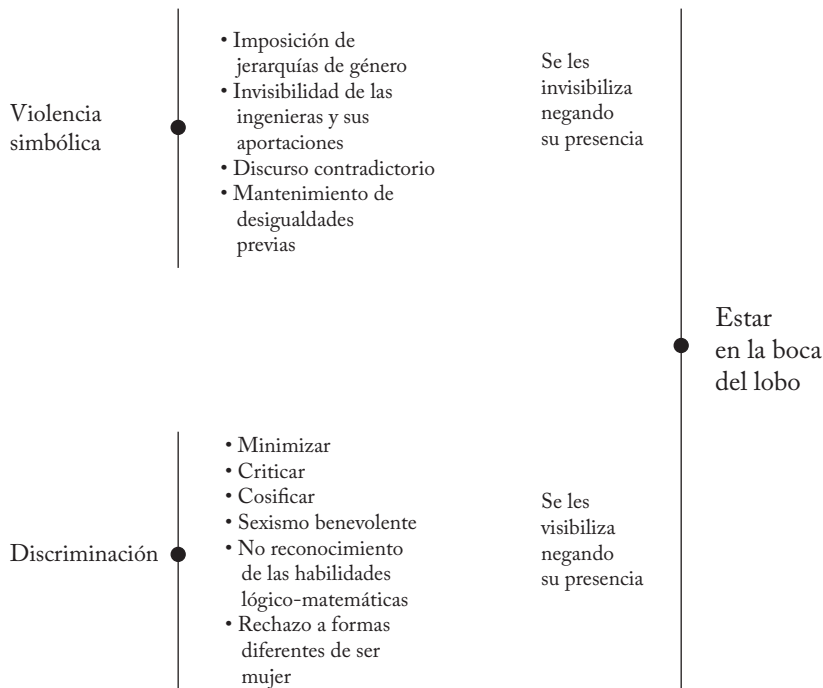 Violencia
simbólica
• Imposición de
jerarquías de género
• Invisibilidad de las
ingenieras y sus
aportaciones
• Discurso contradictorio
• Mantenimiento de
desigualdades
previas
Se les
invisibiliza
negando
su presencia
Estar
en la boca
del lobo
Discriminación
• Minimizar
• Criticar
• Cosificar
• Sexismo benevolente
• No reconocimiento
de las habilidades
lógico-matemáticas
• Rechazo a formas
diferentes de ser
mujer
Se les
visibiliza
negando
su presencia